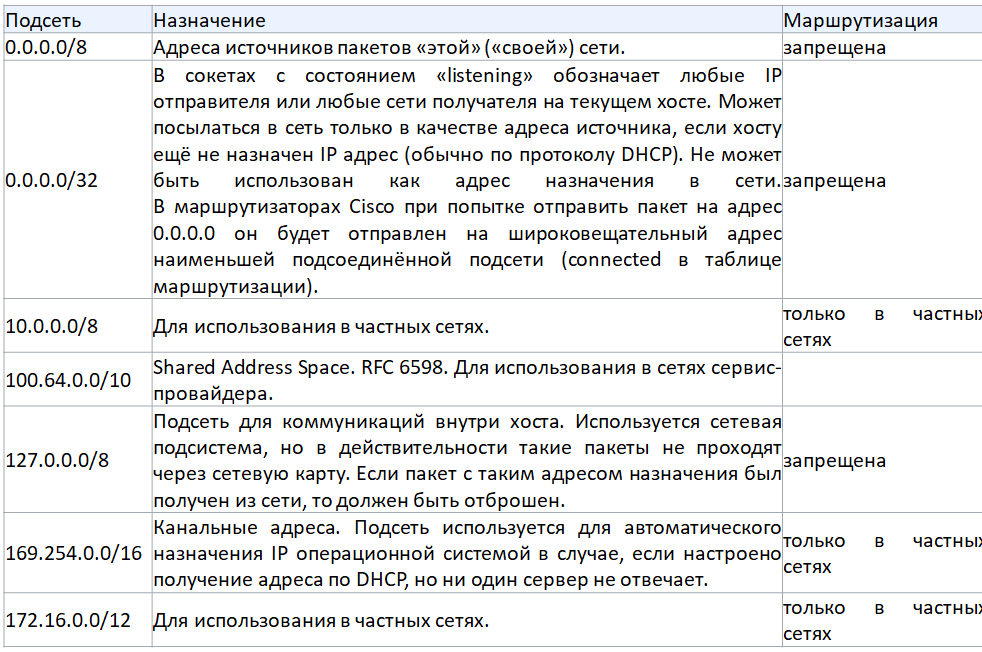 Подсеть Назначение Маршрутизация
0.0.0.0/8 Адреса источников пакетов «этой» («своей») сети. запрещена
0.0.0.0/32
В сокетах с состоянием «listening» обозначает любые IP
отправителя или любые сети получателя на текущем хосте. Может
посылаться в сеть только в качестве адреса источника, если хосту
ещё не назначен IP адрес (обычно по протоколу DHCP). Не может
быть использован как адрес назначения в сети.
В маршрутизаторах Cisco при попытке отправить пакет на адрес
0.0.0.0 он будет отправлен на широковещательный адрес
наименьшей подсоединённой подсети (connected в таблице
маршрутизации).
запрещена
10.0.0.0/8
Для использования в частных сетях.
только в частных
сетях
100.64.0.0/10
Shared Address Space. RFC 6598. Для использования в сетях сервис-
провайдера.
127.0.0.0/8
Подсеть для коммуникаций внутри хоста. Используется сетевая
подсистема, но в действительности такие пакеты не проходят
через сетевую карту. Если пакет с таким адресом назначения был
получен из сети, то должен быть отброшен.
запрещена
169.254.0.0/16
Канальные адреса. Подсеть используется для автоматического
назначения IP операционной системой в случае, если настроено
получение адреса по DHCP, но ни один сервер не отвечает.
только в частных
сетях
172.16.0.0/12
Для использования в частных сетях.
только в частных
сетях